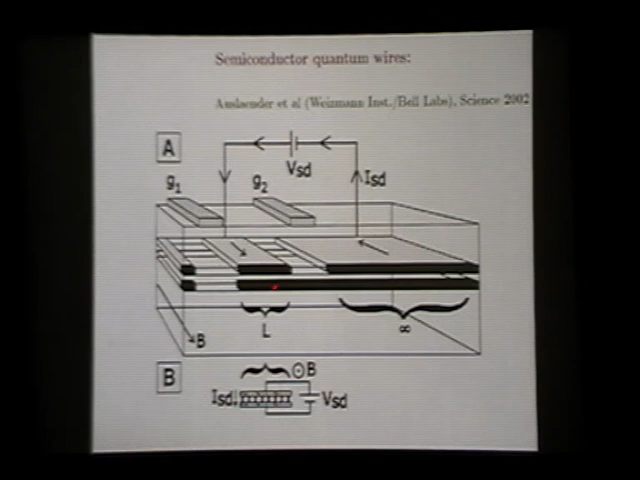 Semiconductor quantum wires:
Auslaender et al (Weizmann Inst./Bell Labs), Science 2002
A
Vsd
Isd
g1
g2
L
∞
B
B
B
Isd
Vsd